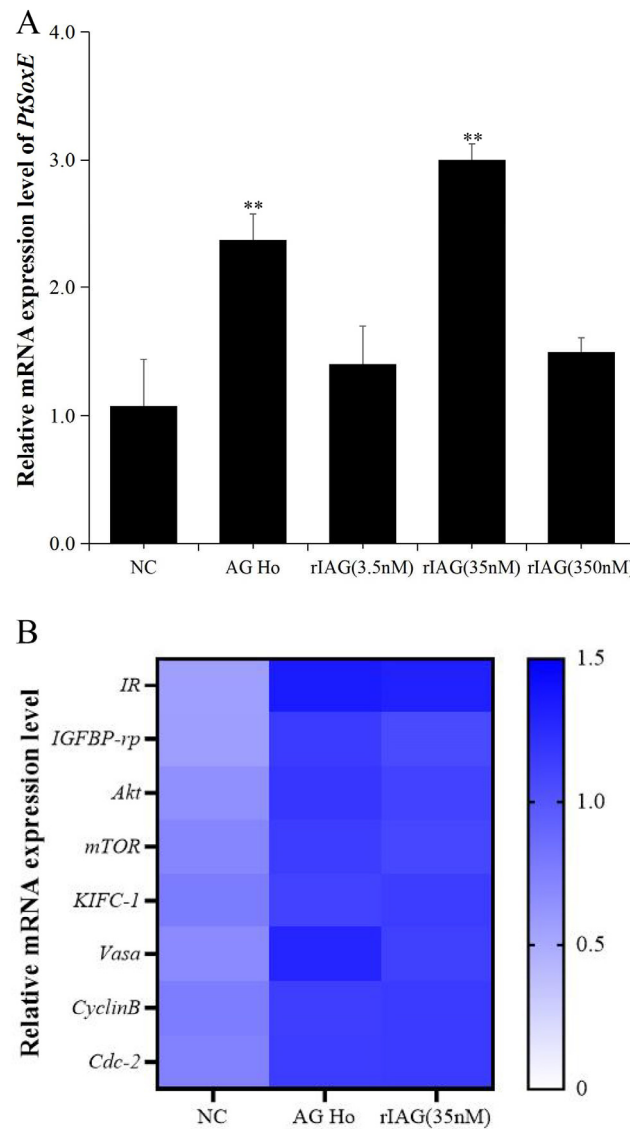 A
Relative mRNA expression level of PtSoxE
4.0
3.0
2.0
1.0
0.0
**
**
NC
AG Ho
rIAG(3.5nM)
rIAG(35nM)
rIAG(350nM)
B
Relative mRNA expression level
IR
IGFBP-rp
Akt
mTOR
KIFC-1
Vasa
CyclinB
Cdc-2
NC
AG Ho
rIAG(35nM)
1.5
1.0
0.5
0